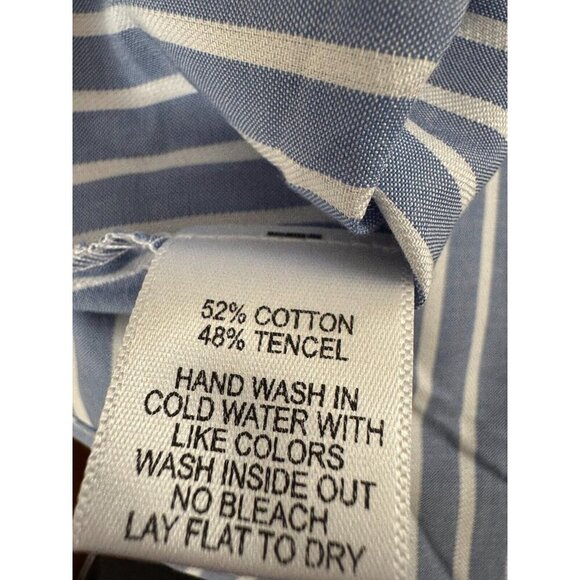 52% COTTON
48% TENCEL
HAND WASH IN
COLD WATER WITH
LIKE COLORS
WASH INSIDE OUT
NO BLEACH
LAY FLAT TO DRY